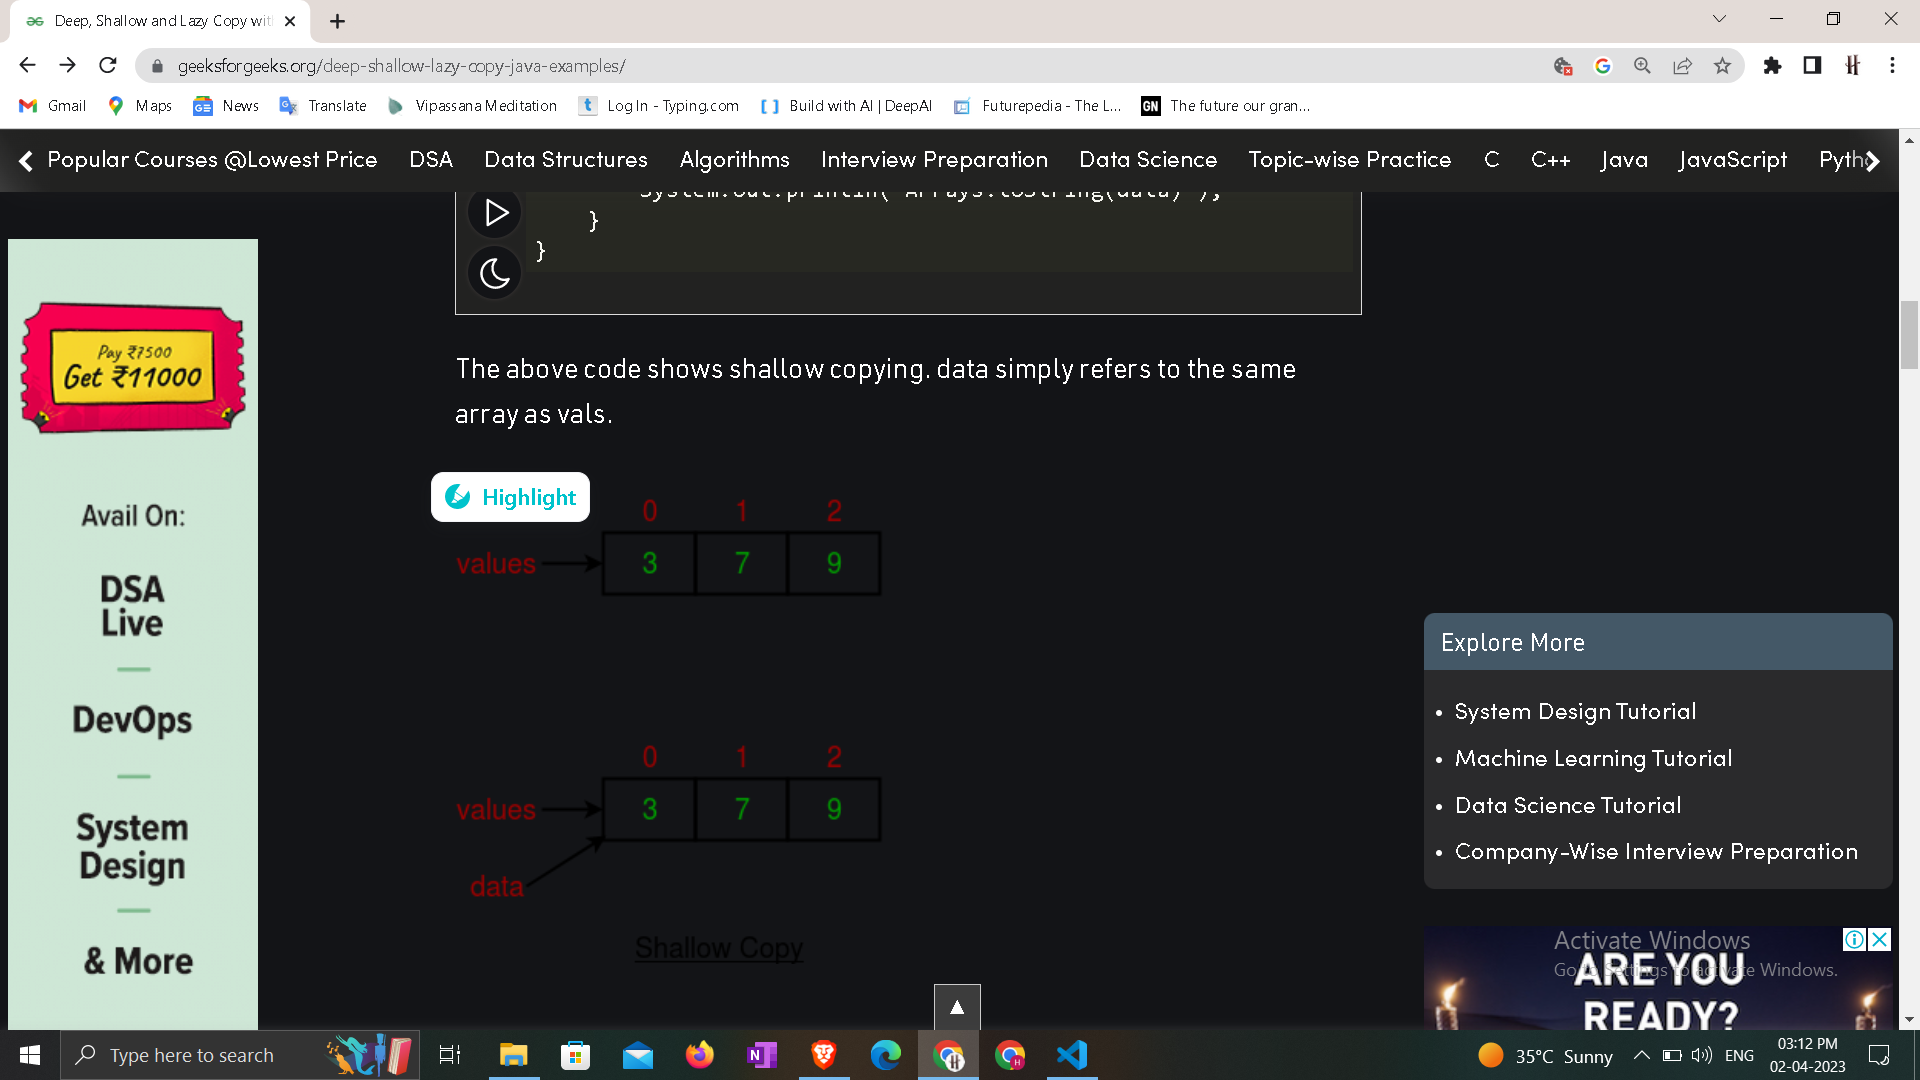 Deep, Shallow and Lazy Copy wit
geeksforgeeks.org/deep-shallow-lazy-copy-java-examples/
Gmail Maps News Translate Vipassana Meditation Log In - Typing.com Build with AI | DeepAI Futurepedia - The L... GN The future our gran...
Popular Courses @Lowest Price DSA Data Structures Algorithms Interview Preparation Data Science Topic-wise Practice C C++ Java JavaScript Pytho
System.out.println( Arrays.toString(data) );
}
}
Pay ₹7500
Get ₹11000
Avail On:
DSA
Live
DevOps
System
Design
& More
The above code shows shallow copying. data simply refers to the same
array as vals.
Highlight
0 1 2
values 3 7 9
0 1 2
values 3 7 9
data
Shallow Copy
Explore More
• System Design Tutorial
• Machine Learning Tutorial
• Data Science Tutorial
• Company-Wise Interview Preparation
Activate Windows
Go to Settings to activate Windows.
ARE YOU
READY?
Type here to search
35°C Sunny
ENG
03:12 PM
02-04-2023